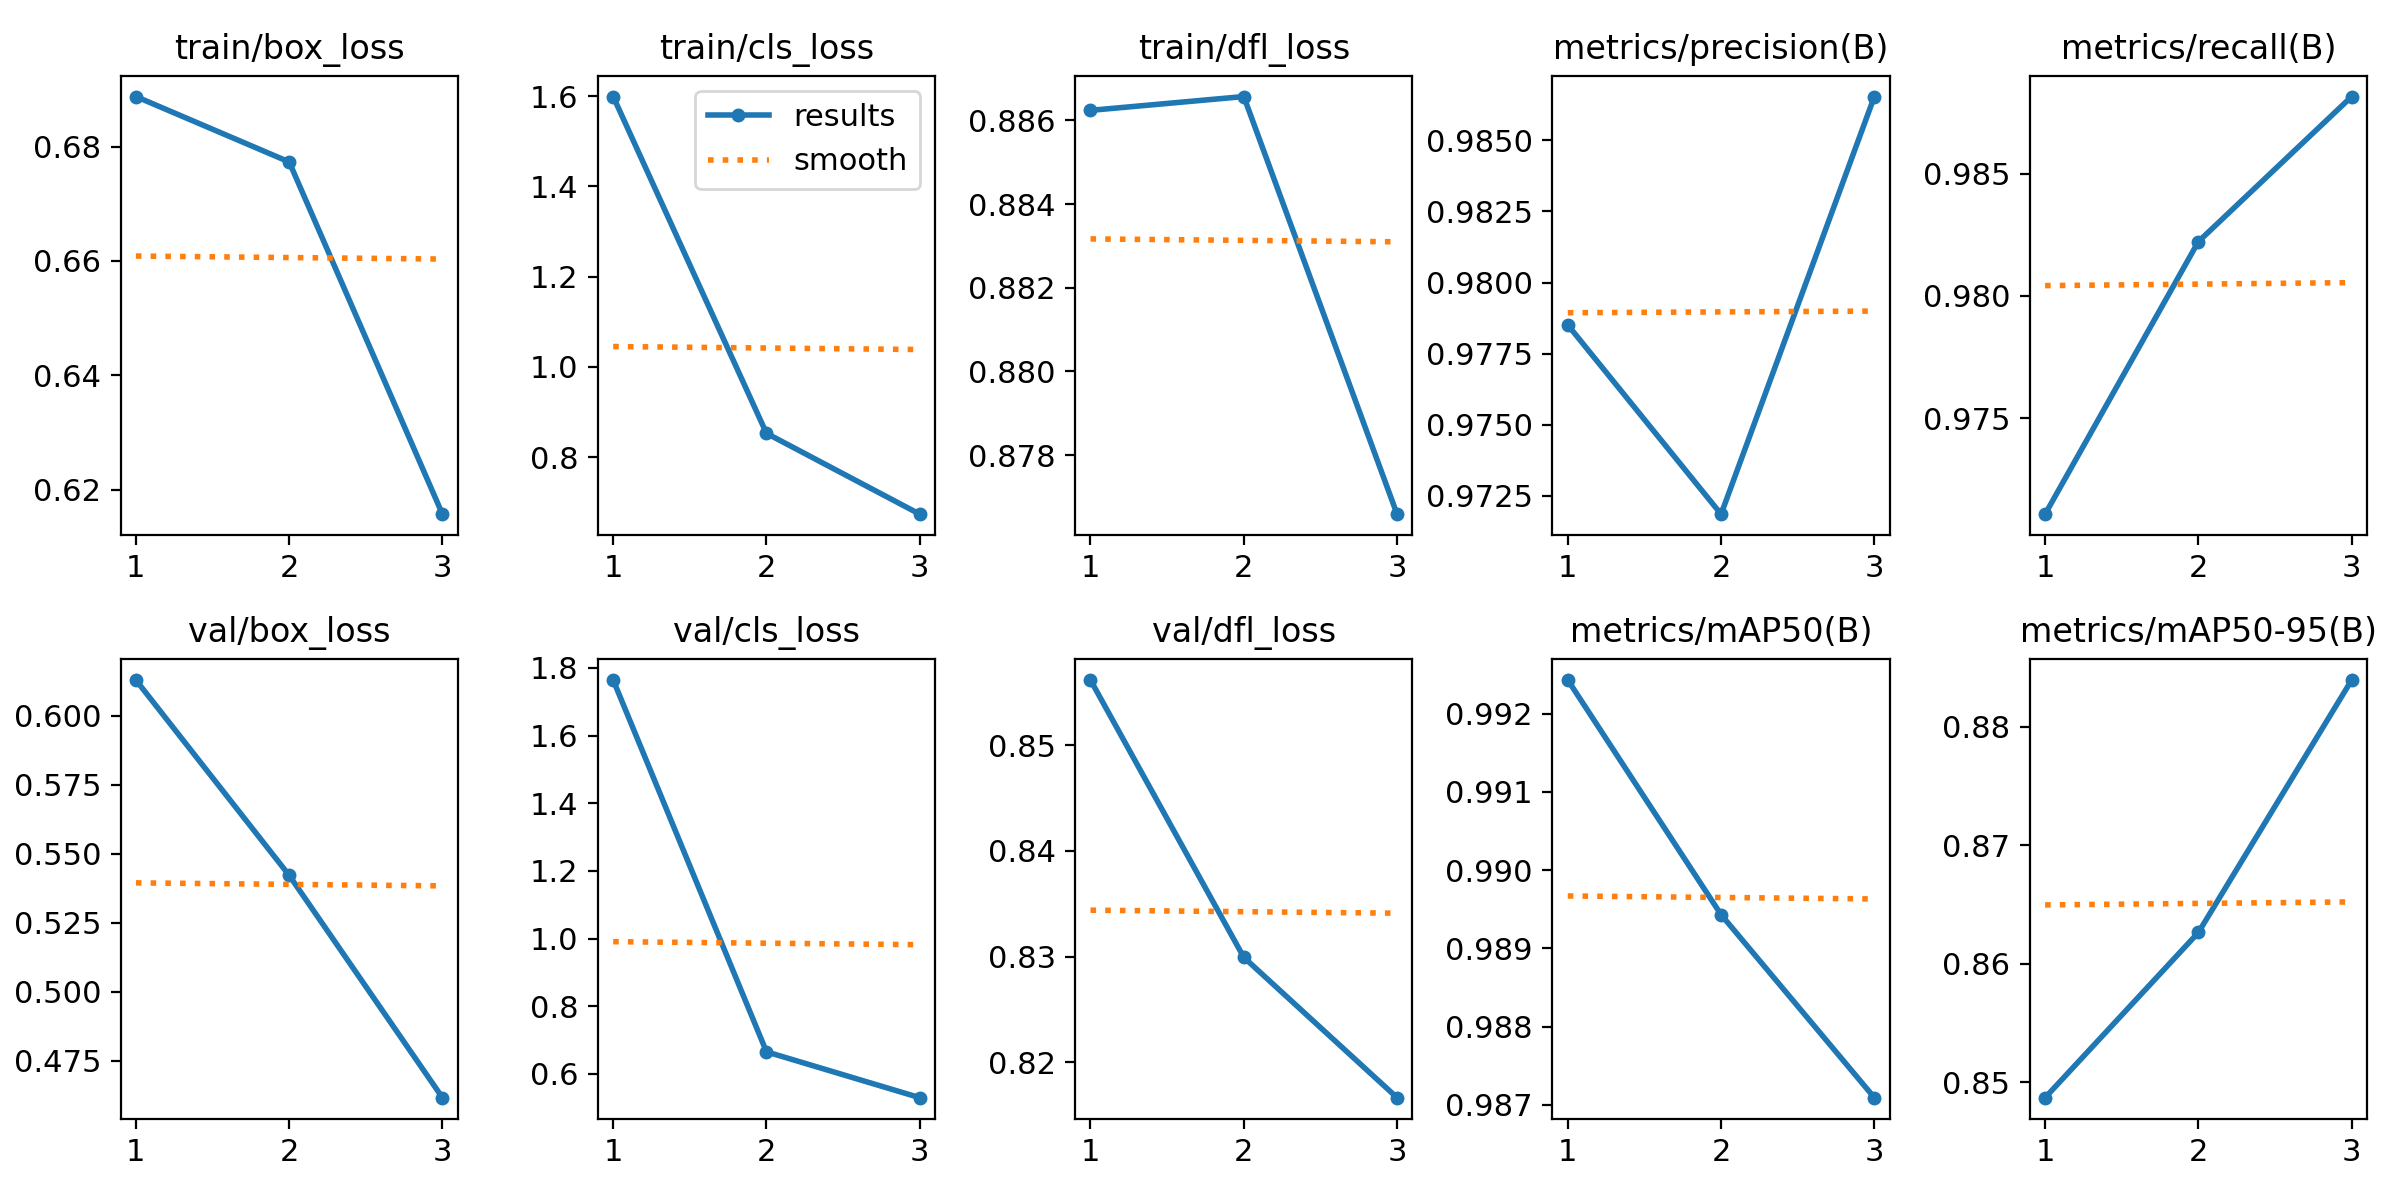 train/box_loss
0.68
0.66
0.64
0.62
1 2 3
train/cls_loss
1.6
1.4
1.2
1.0
0.8
results
smooth
1 2 3
train/dfl_loss
0.886
0.884
0.882
0.880
0.878
1 2 3
metrics/precision(B)
0.9850
0.9825
0.9800
0.9775
0.9750
0.9725
1 2 3
metrics/recall(B)
0.985
0.980
0.975
1 2 3
val/box_loss
0.600
0.575
0.550
0.525
0.500
0.475
1 2 3
val/cls_loss
1.8
1.6
1.4
1.2
1.0
0.8
0.6
1 2 3
val/dfl_loss
0.85
0.84
0.83
0.82
1 2 3
metrics/mAP50(B)
0.992
0.991
0.990
0.989
0.988
0.987
1 2 3
metrics/mAP50-95(B)
0.88
0.87
0.86
0.85
1 2 3